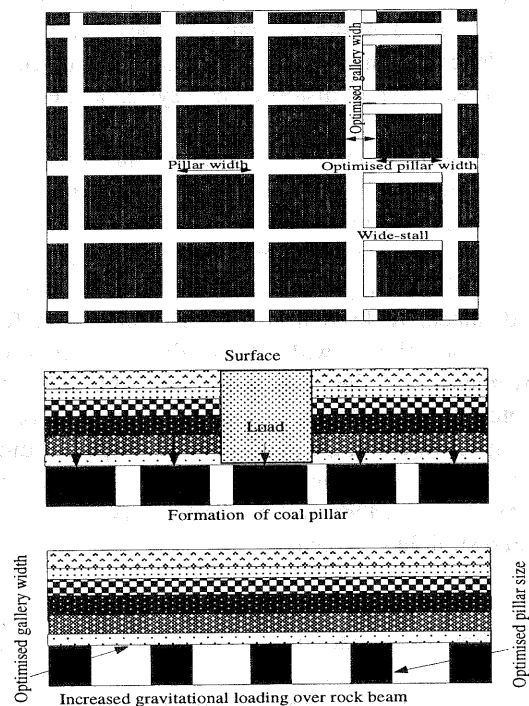 Optimised gallery width
Pillar width
Optimised pillar width
Wide-stall
Surface
Load
Formation of coal pillar
Optimised gallery width
Optimised pillar size
Increased gravitational loading over rock beam